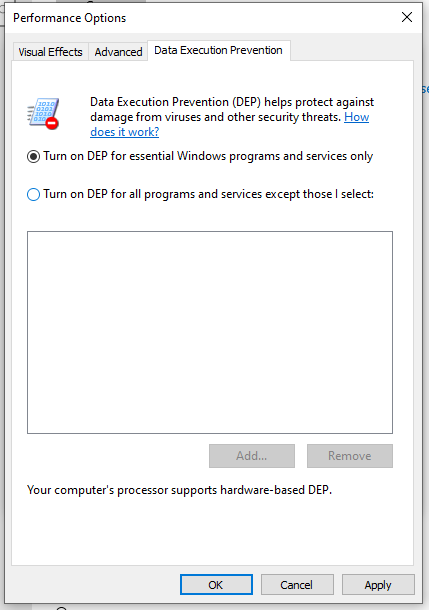 Performance Options
Visual Effects Advanced Data Execution Prevention
Data Execution Prevention (DEP) helps protect against
damage from viruses and other security threats. How
does it work?
Turn on DEP for essential Windows programs and services only
Turn on DEP for all programs and services except those I select:
Add... Remove
Your computer's processor supports hardware-based DEP.
OK Cancel Apply